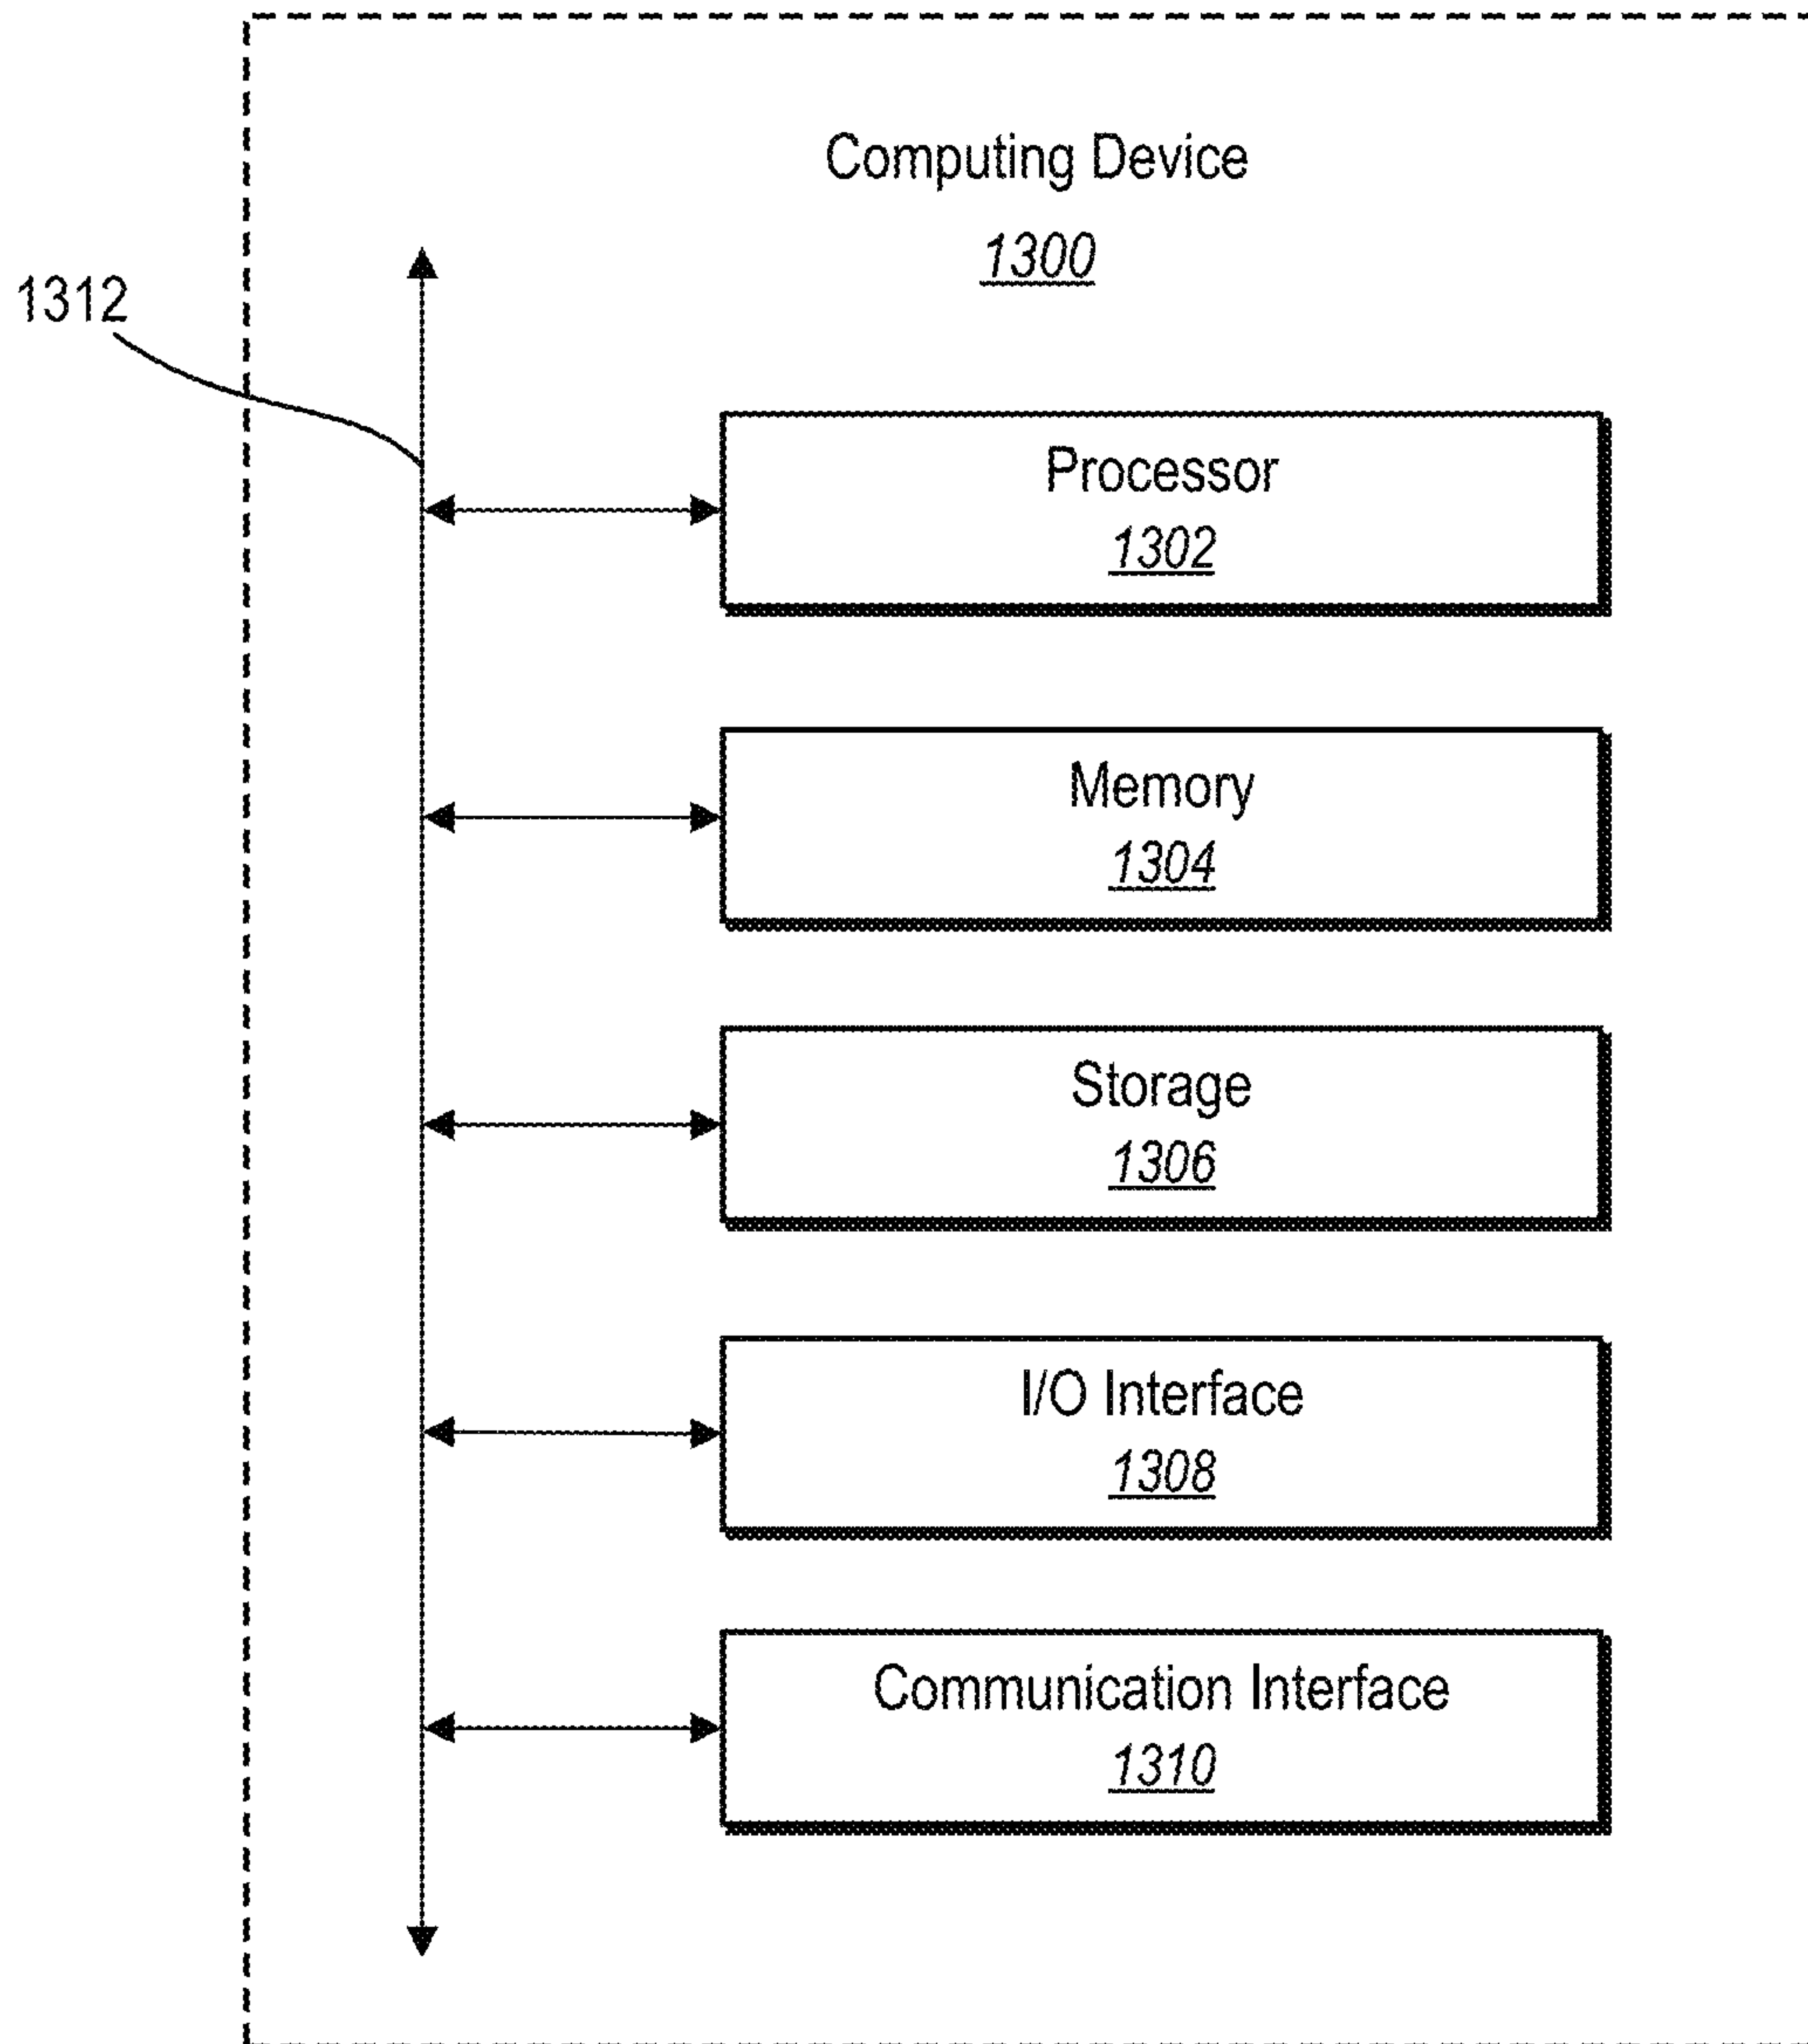 Computing Device
1300
1312
Processor
1302
Memory
1304
Storage
1306
I/O Interface
1308
Communication Interface
1310